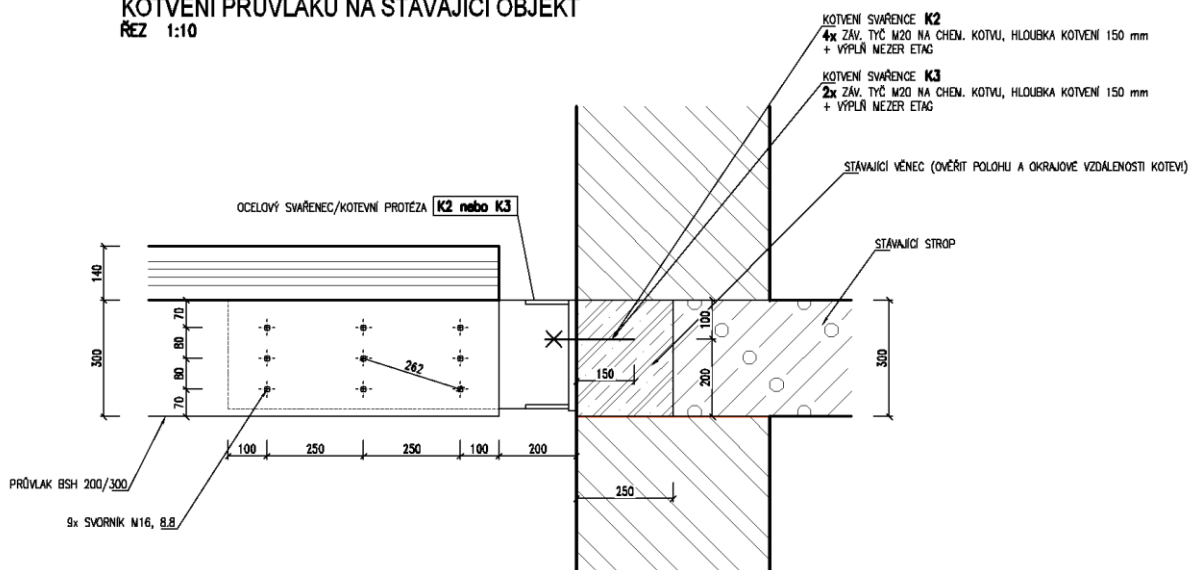 KOTVENÍ PRŮVLAKU NA STÁVAJÍCÍ OBJEKT
ŘEZ 1:10
KOTVENÍ SVAŘENCE K2
4x ZÁV. TYČ M20 NA CHEM. KOTVU, HLOUBKA KOTVENÍ 150 mm
+ VÝPLŇ MEZER ETAG
KOTVENÍ SVAŘENCE K3
2x ZÁV. TYČ M20 NA CHEM. KOTVU, HLOUBKA KOTVENÍ 150 mm
+ VÝPLŇ MEZER ETAG
STÁVAJÍCÍ VĚNEC (OVĚŘIT POLOHU A OKRAJOVÉ VZDÁLENOSTI KOTEV!)
OCELOVÝ SVAŘENEC/KOTEVNÍ PROTÉZA K2 nebo K3
STÁVAJÍCÍ STROP
140
300
70
80
80
70
262
150
100
200
300
100
250
250
100
200
250
PRŮVLAK BSH 200/300
9x SVORNÍK M16, 8.8